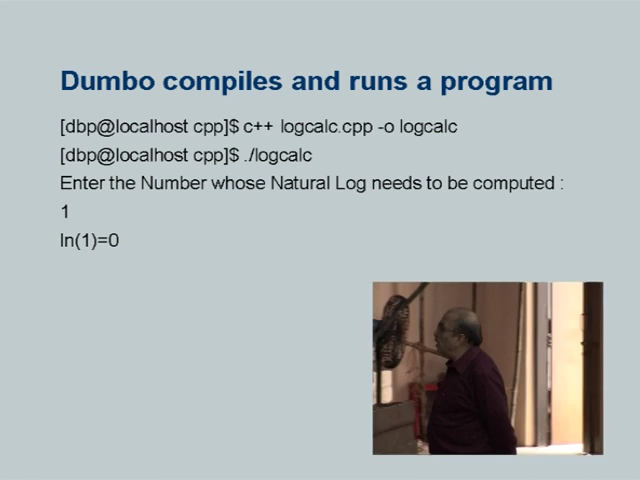 Dumbo compiles and runs a program
[dbp@localhost cpp]$ c++ logcalc.cpp -o logcalc
[dbp@localhost cpp]$ ./logcalc
Enter the Number whose Natural Log needs to be computed :
1
ln(1)=0